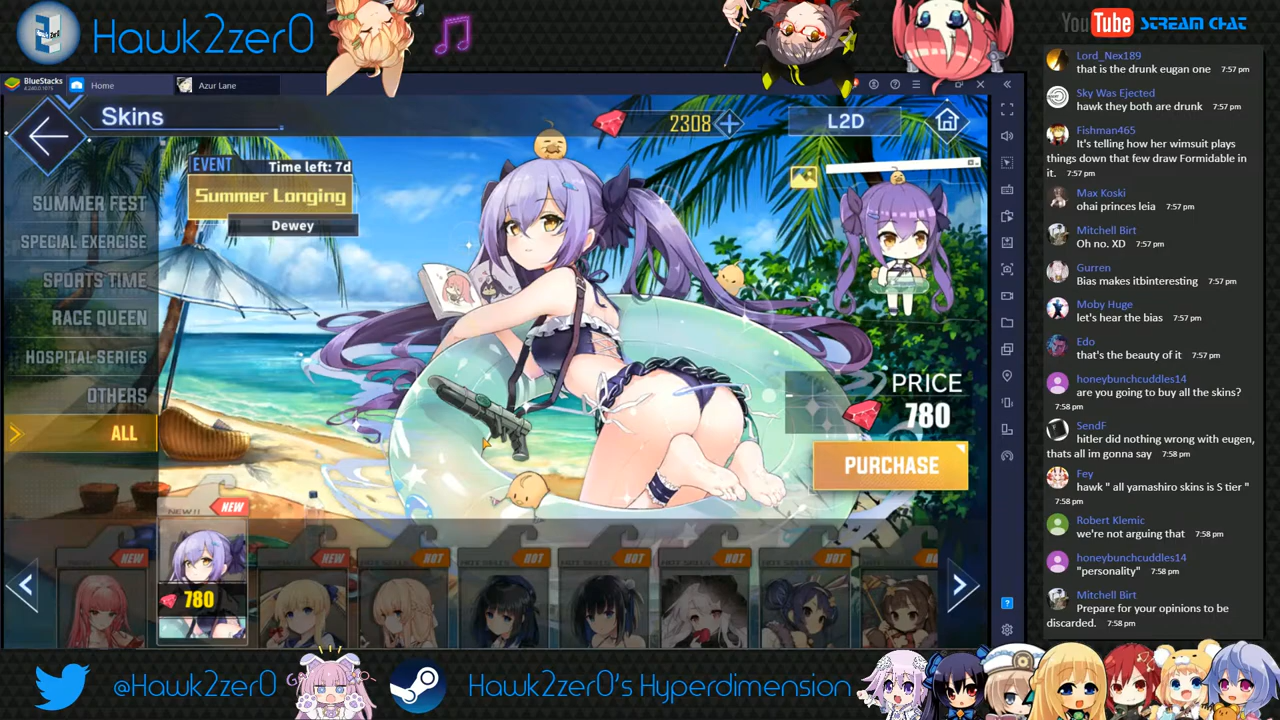 Hawk2zer0
BlueStacks
4.240.0.1075
Home
Azur Lane
Skins
2308
L2D
EVENT
Time left: 7d
Summer Longing
Dewey
SUMMER FEST
SPECIAL EXERCISE
SPORTS TIME
RACE QUEEN
HOSPITAL SERIES
OTHERS
ALL
PRICE
780
PURCHASE
NEW
NEW!!
NEW
NEW
HOT
HOT
HOT
HOT
HOT
780
@Hawk2zer0
Hawk2zer0's Hyperdimension
YouTube STREAM CHAT
Lord_Nex189
that is the drunk eugan one 7:57 pm
Sky Was Ejected
hawk they both are drunk 7:57 pm
Fishman465
It's telling how her wimsuit plays
things down that few draw Formidable in
it. 7:57 pm
Max Koski
ohai princes leia 7:57 pm
Mitchell Birt
Oh no. XD 7:57 pm
Gurren
Bias makes itbinteresting 7:57 pm
Moby Huge
let's hear the bias 7:57 pm
Edo
that's the beauty of it 7:57 pm
honeybunchcuddles14
are you going to buy all the skins?
7:58 pm
SendF
hitler did nothing wrong with eugen,
thats all im gonna say 7:58 pm
Fey
hawk " all yamashiro skins is S tier "
7:58 pm
Robert Klemic
we're not arguing that 7:58 pm
honeybunchcuddles14
"personality" 7:58 pm
Mitchell Birt
Prepare for your opinions to be
discarded. 7:58 pm